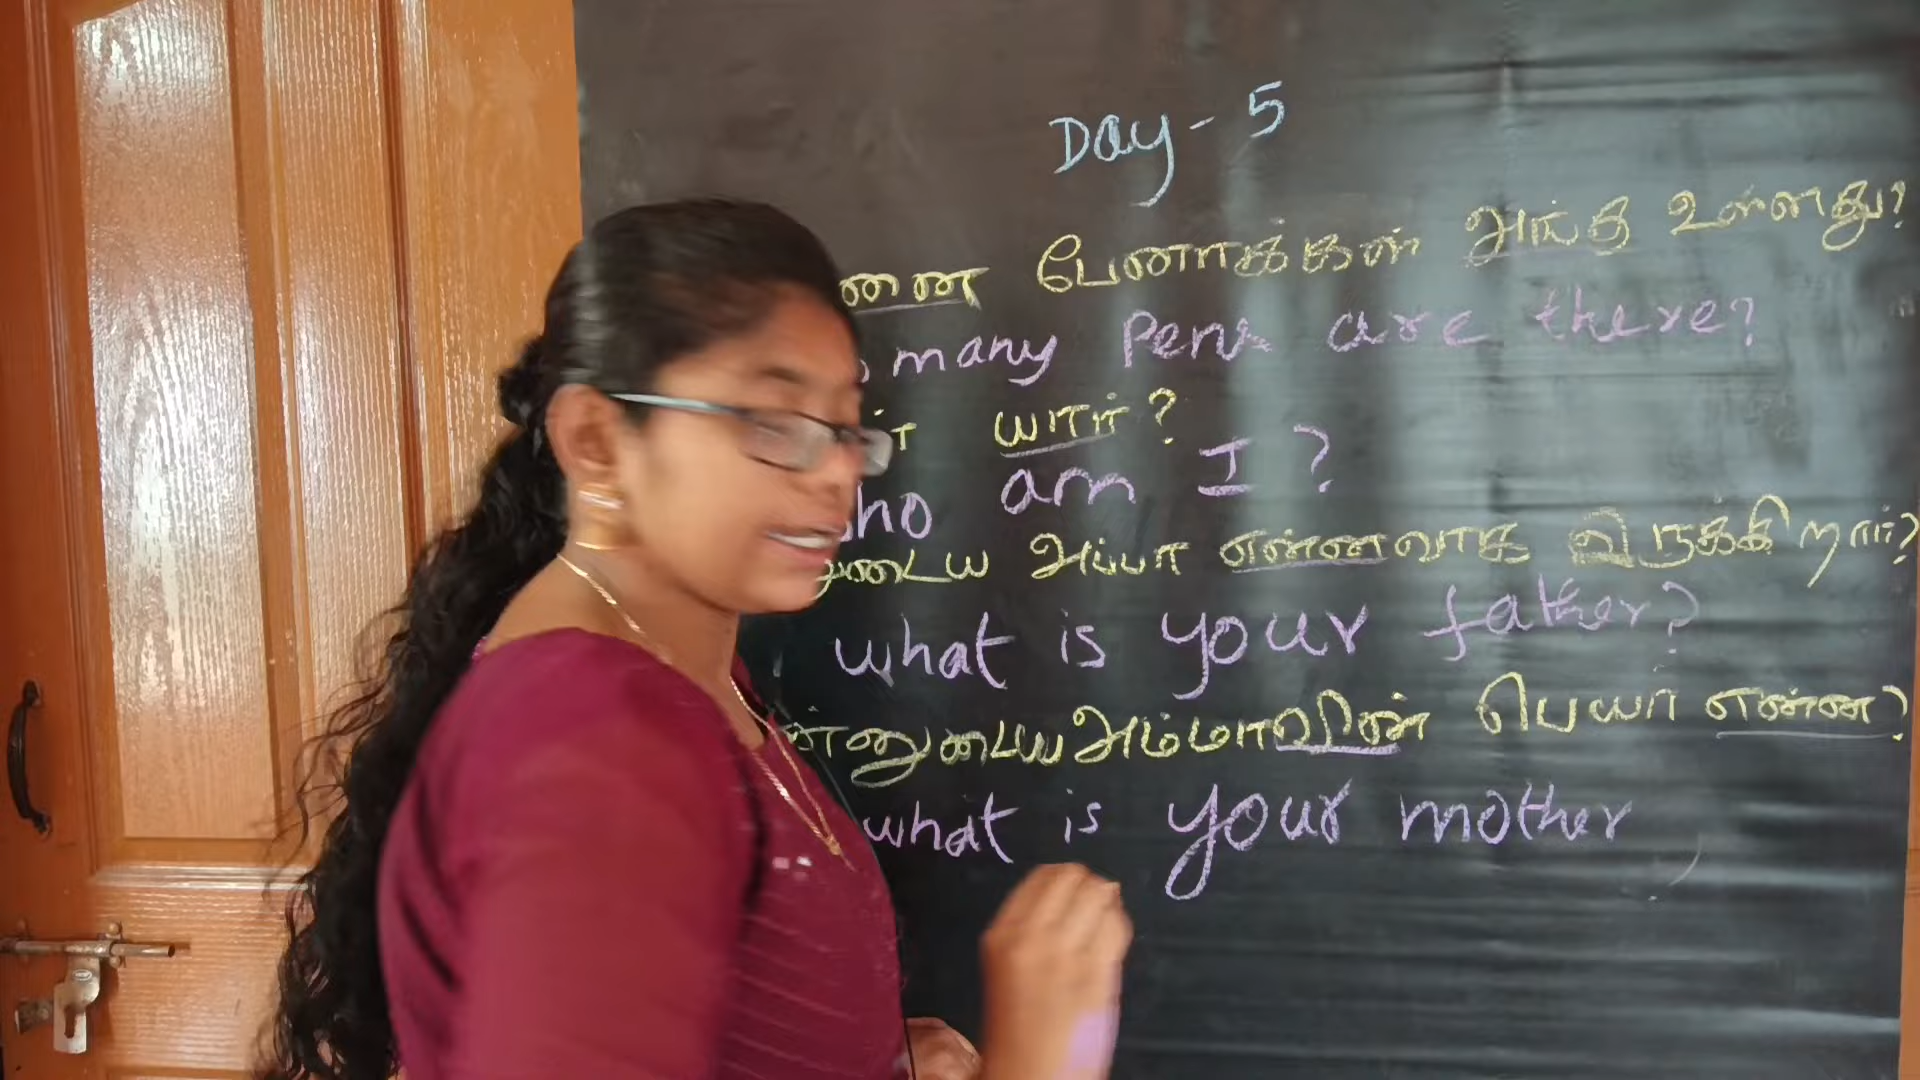 Day - 5
பேனாக்கள் அங்கு உள்ளது?
many Pens are there?
யார்?
am I ?
அப்பா என்னவாக இருக்கிறார்?
what is your father?
அம்மாவின் பெயர் என்ன?
what is your mother